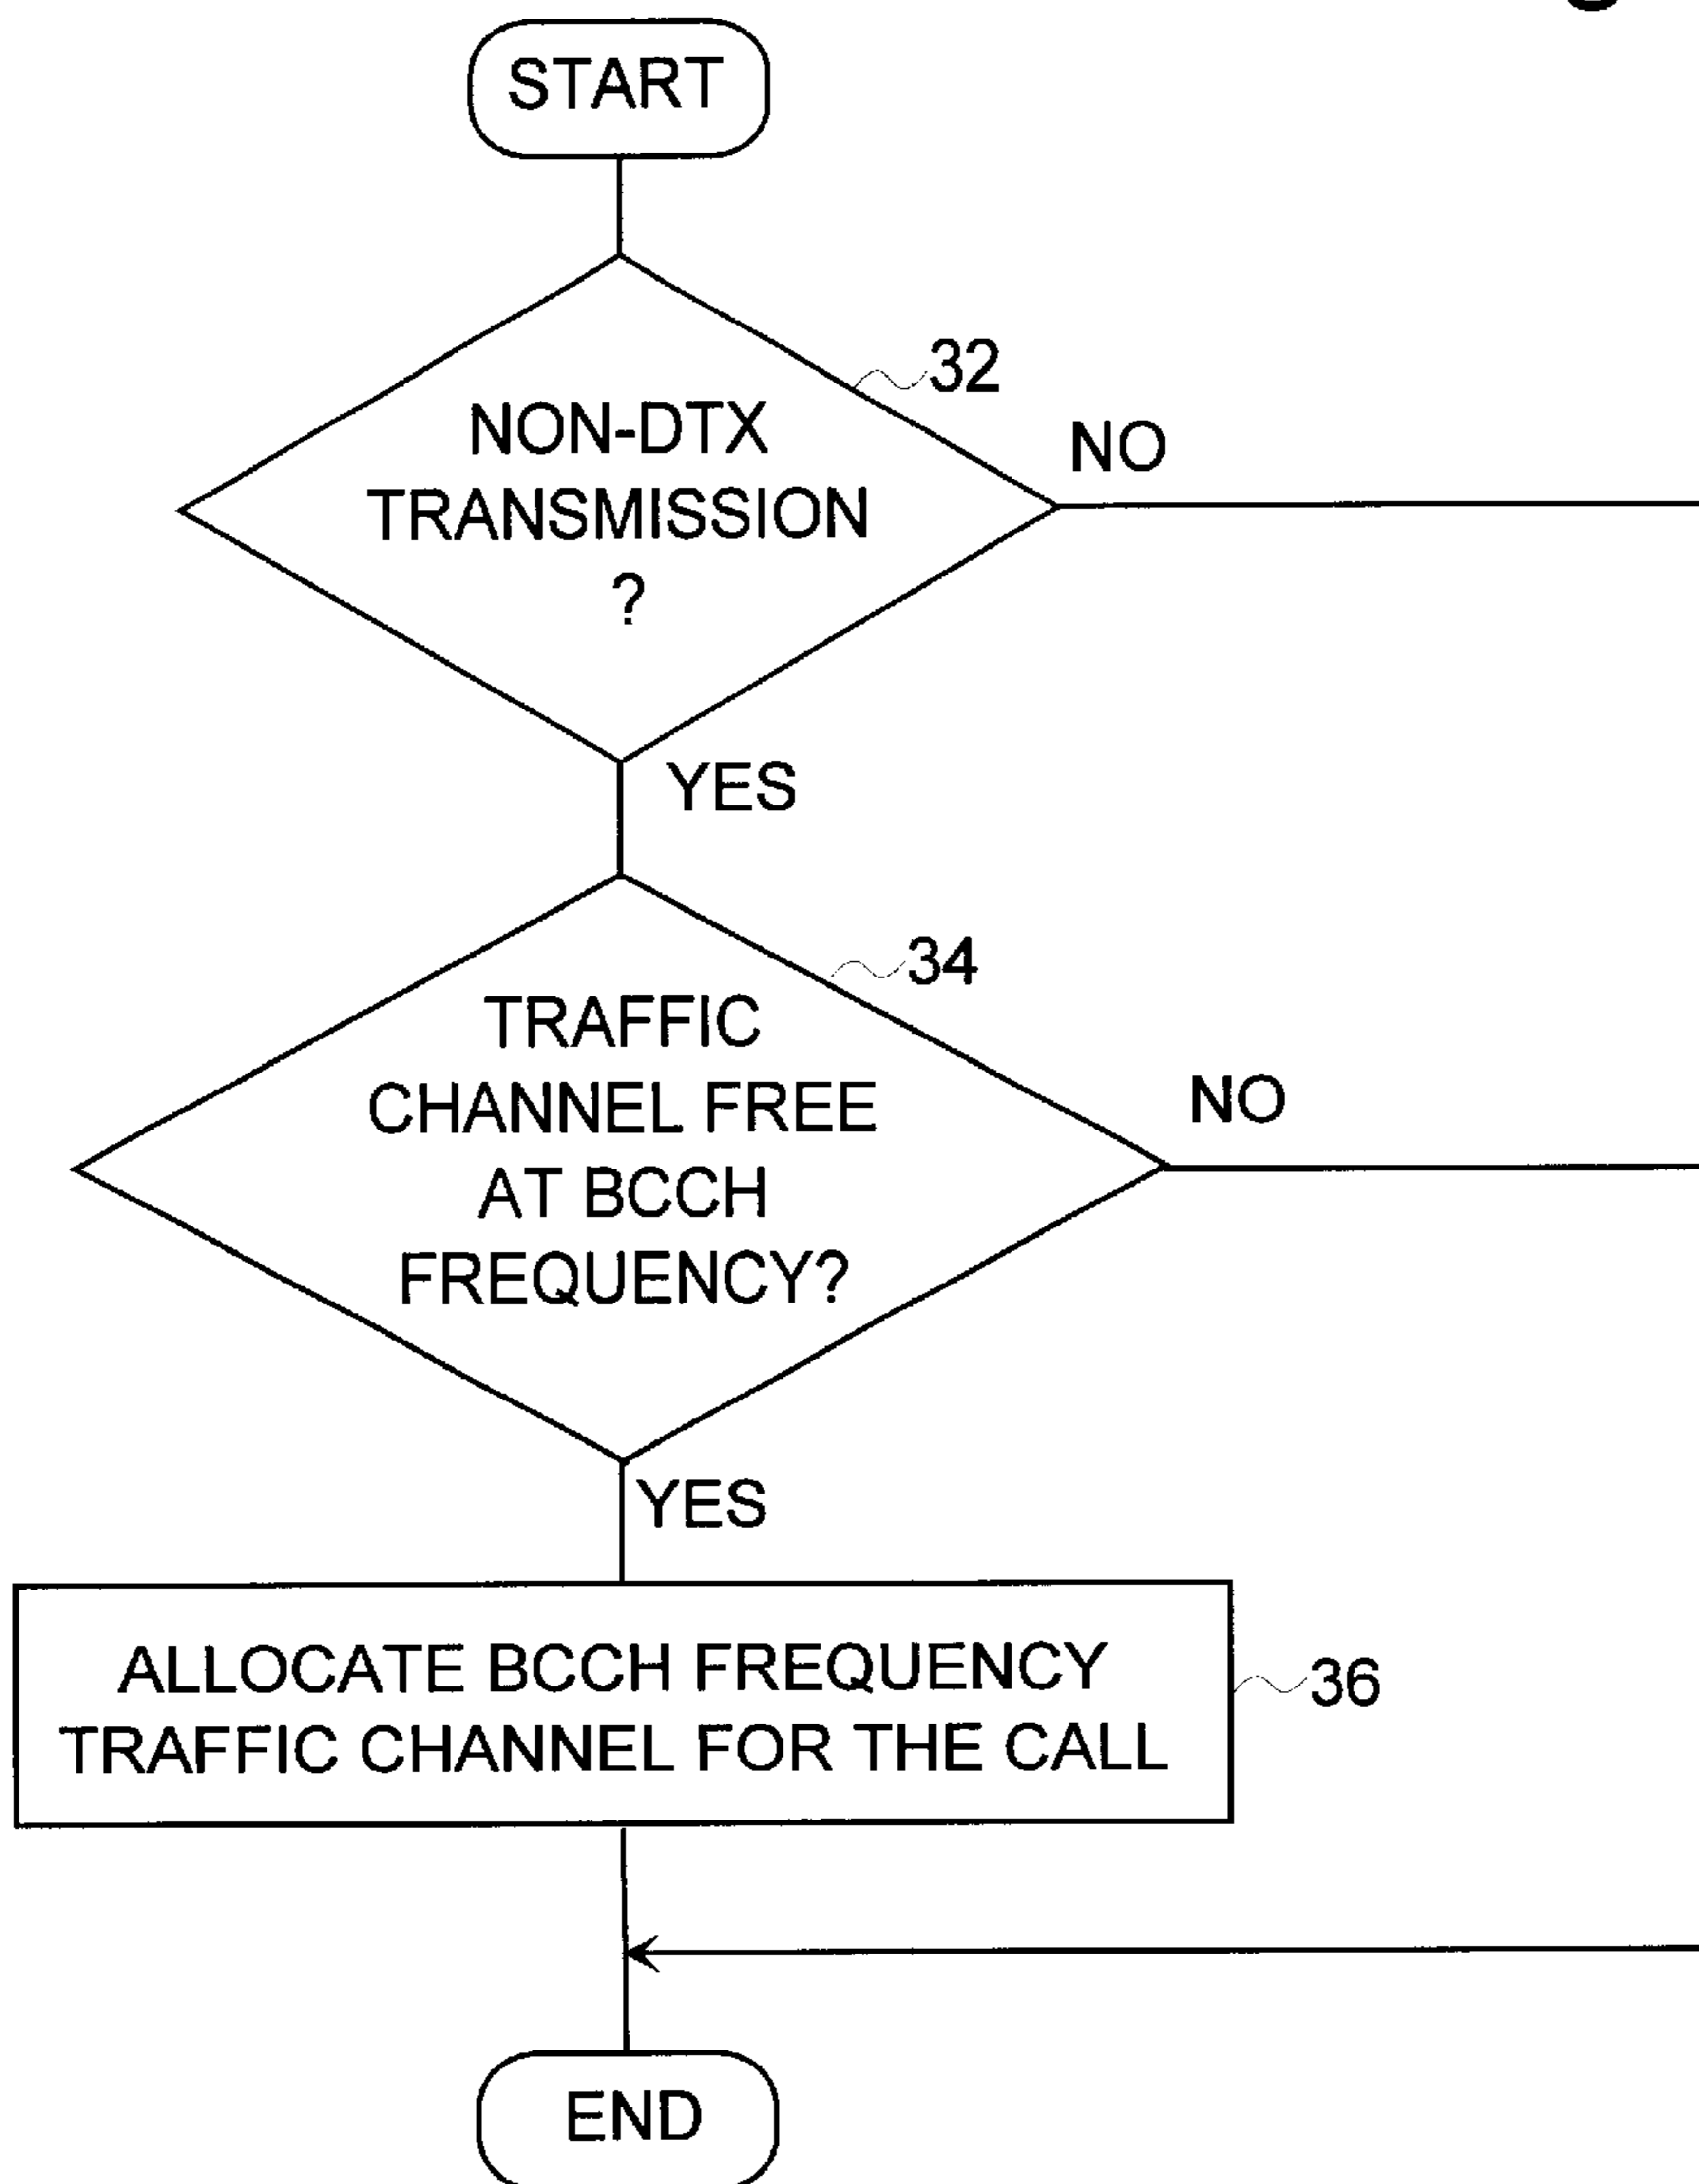 START
32
NON-DTX
TRANSMISSION
?
NO
YES
34
TRAFFIC
CHANNEL FREE
AT BCCH
FREQUENCY?
NO
YES
ALLOCATE BCCH FREQUENCY
TRAFFIC CHANNEL FOR THE CALL
36
END